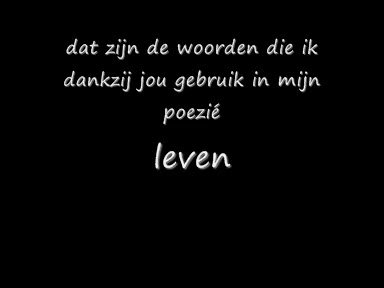 dat zijn de woorden die ik
dankzij jou gebruik in mijn
poezié
leven